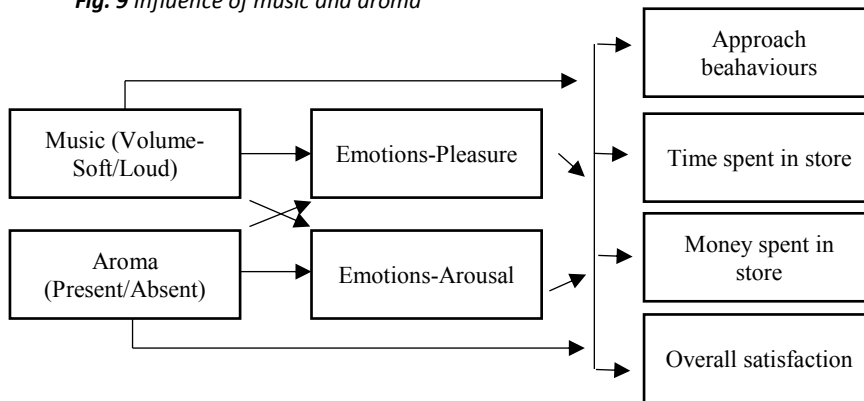 Fig. 9 Influence of music and aroma
Approach
beahaviours
Music (Volume-
Soft/Loud)
Emotions-Pleasure
Time spent in store
Aroma
(Present/Absent)
Emotions-Arousal
Money spent in
store
Overall satisfaction